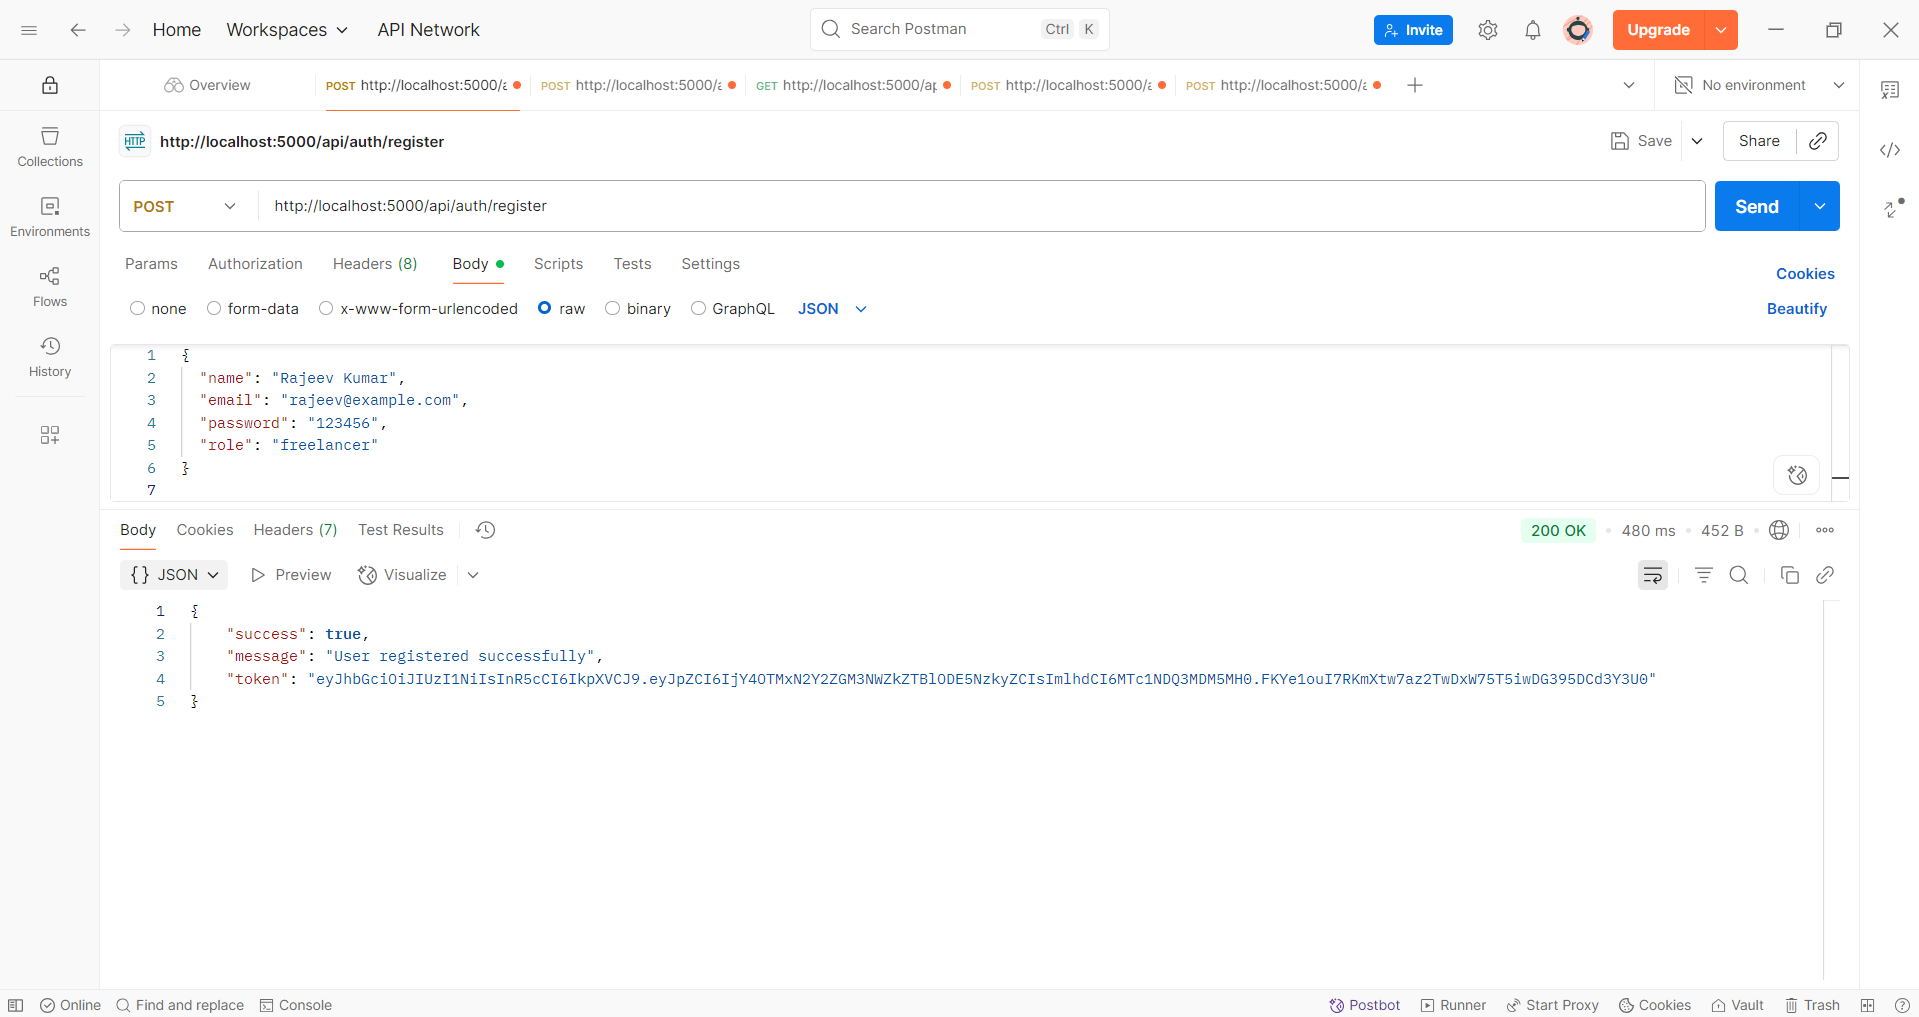 Home Workspaces API Network Search Postman Ctrl K Invite Upgrade
Overview POST http://localhost:5000/a POST http://localhost:5000/a GET http://localhost:5000/ap POST http://localhost:5000/a POST http://localhost:5000/a No environment
HTTP http://localhost:5000/api/auth/register Save Share
Collections
Environments
Flows
History
POST http://localhost:5000/api/auth/register Send
Params Authorization Headers (8) Body Scripts Tests Settings Cookies
none form-data x-www-form-urlencoded raw binary GraphQL JSON Beautify
1 {
2 "name": "Rajeev Kumar",
3 "email": "rajeev@example.com",
4 "password": "123456",
5 "role": "freelancer"
6 }
7
Body Cookies Headers (7) Test Results 200 OK 480 ms 452 B
{} JSON Preview Visualize
1 {
2 "success": true,
3 "message": "User registered successfully",
4 "token": "eyJhbGciOiJIUzI1NiIsInR5cCI6IkpXVCJ9.eyJpZCI6IjY4OTMxN2Y2ZGM3NWZkZTBlODE5NzkyZCIsImlhdCI6MTc1NDQ3MDM5MH0.FKYe1ouI7RKmXtw7az2TwDxW75T5iwDG395DCd3Y3U0"
5 }
Online Find and replace Console Postbot Runner Start Proxy Cookies Vault Trash